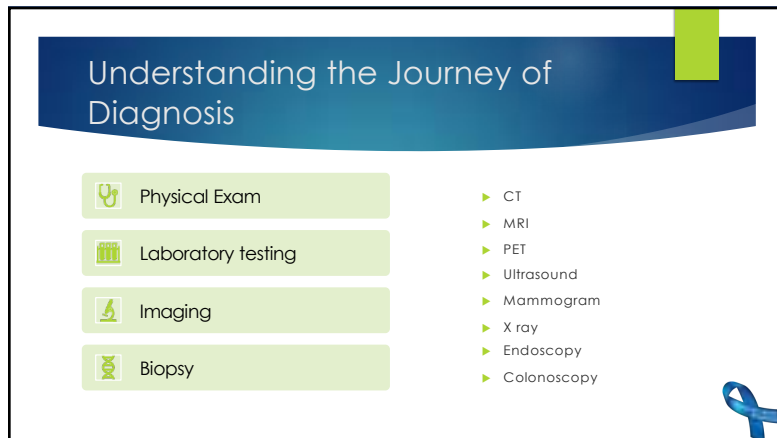 Understanding the Journey of
Diagnosis
Physical Exam
Laboratory testing
Imaging
Biopsy
CT
MRI
PET
Ultrasound
Mammogram
X ray
Endoscopy
Colonoscopy